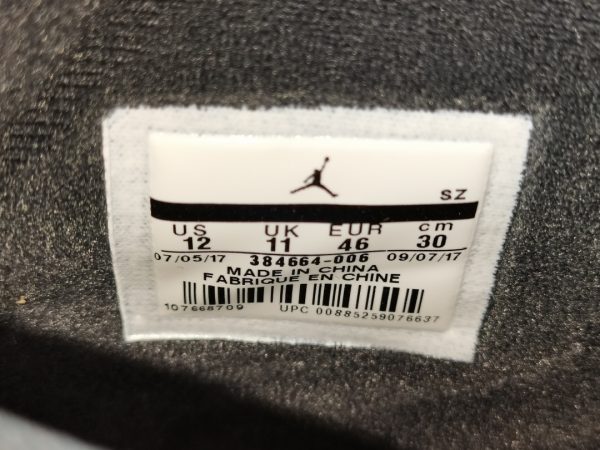 SZ
US UK EUR cm
12 11 46 30
07/05/17 384664-006 09/07/17
MADE IN CHINA
FABRIQUE EN CHINE
107668709 UPC 00885259076637